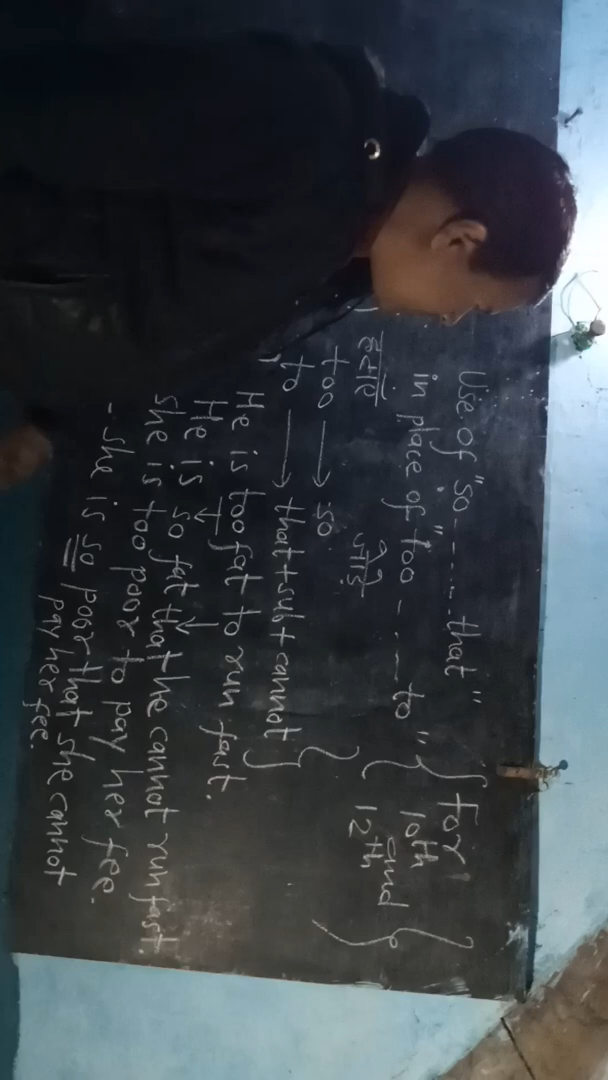 Use of "so-----that"
in place of "too ---- to"
{For
10th
and
12th}
हटाए
लगाऐ
too → so
to → that + sub + cannot
He is too fat to run fast.
He is so fat that he cannot run fast.
she is too poor to pay her fee.
- she is so poor that she cannot
pay her fee.